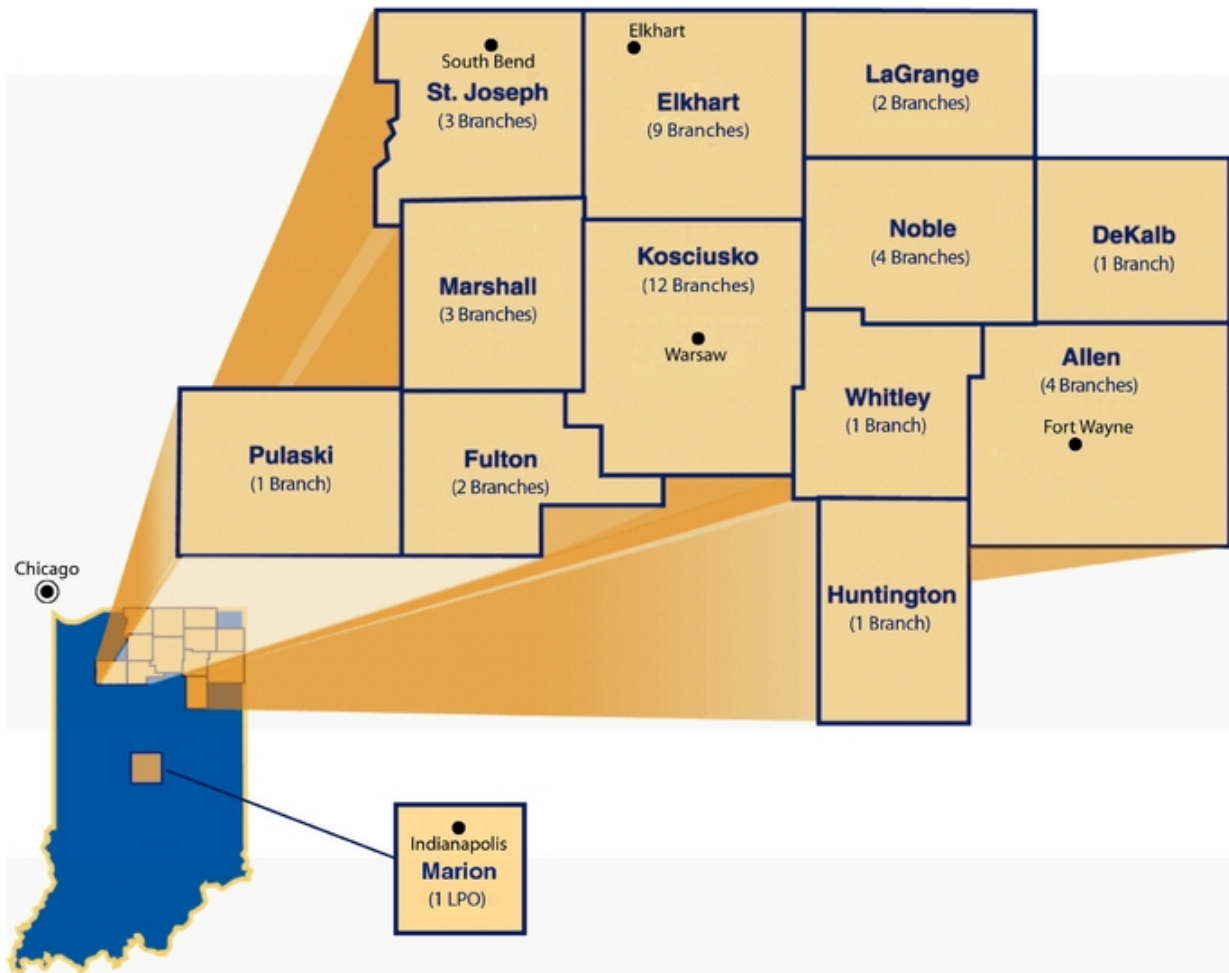 South Bend
St. Joseph
(3 Branches)
Elkhart
Elkhart
(9 Branches)
LaGrange
(2 Branches)
Marshall
(3 Branches)
Kosciusko
(12 Branches)
Warsaw
Noble
(4 Branches)
DeKalb
(1 Branch)
Pulaski
(1 Branch)
Fulton
(2 Branches)
Whitley
(1 Branch)
Allen
(4 Branches)
Fort Wayne
Huntington
(1 Branch)
Chicago
Indianapolis
Marion
(1 LPO)